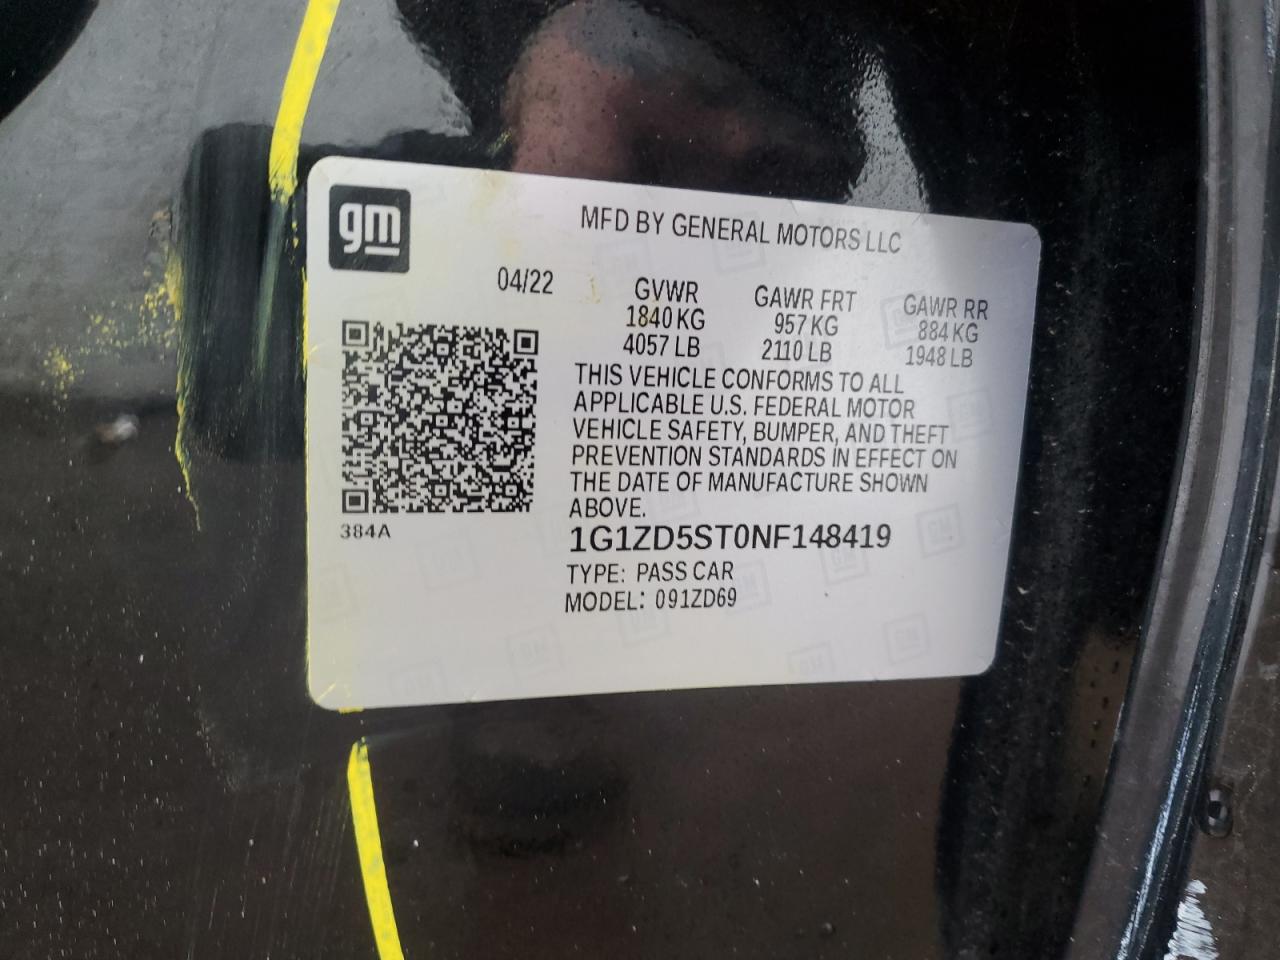 gm
MFD BY GENERAL MOTORS LLC
04/22
GVWR GAWR FRT GAWR RR
1840 KG 957 KG 884 KG
4057 LB 2110 LB 1948 LB
THIS VEHICLE CONFORMS TO ALL
APPLICABLE U.S. FEDERAL MOTOR
VEHICLE SAFETY, BUMPER, AND THEFT
PREVENTION STANDARDS IN EFFECT ON
THE DATE OF MANUFACTURE SHOWN
ABOVE.
384A
1G1ZD5ST0NF148419
TYPE: PASS CAR
MODEL: 091ZD69